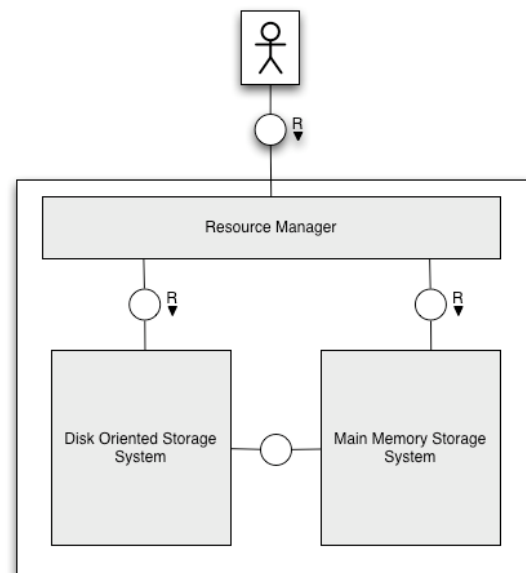 R
Resource Manager
R
R
Disk Oriented Storage
System
Main Memory Storage
System